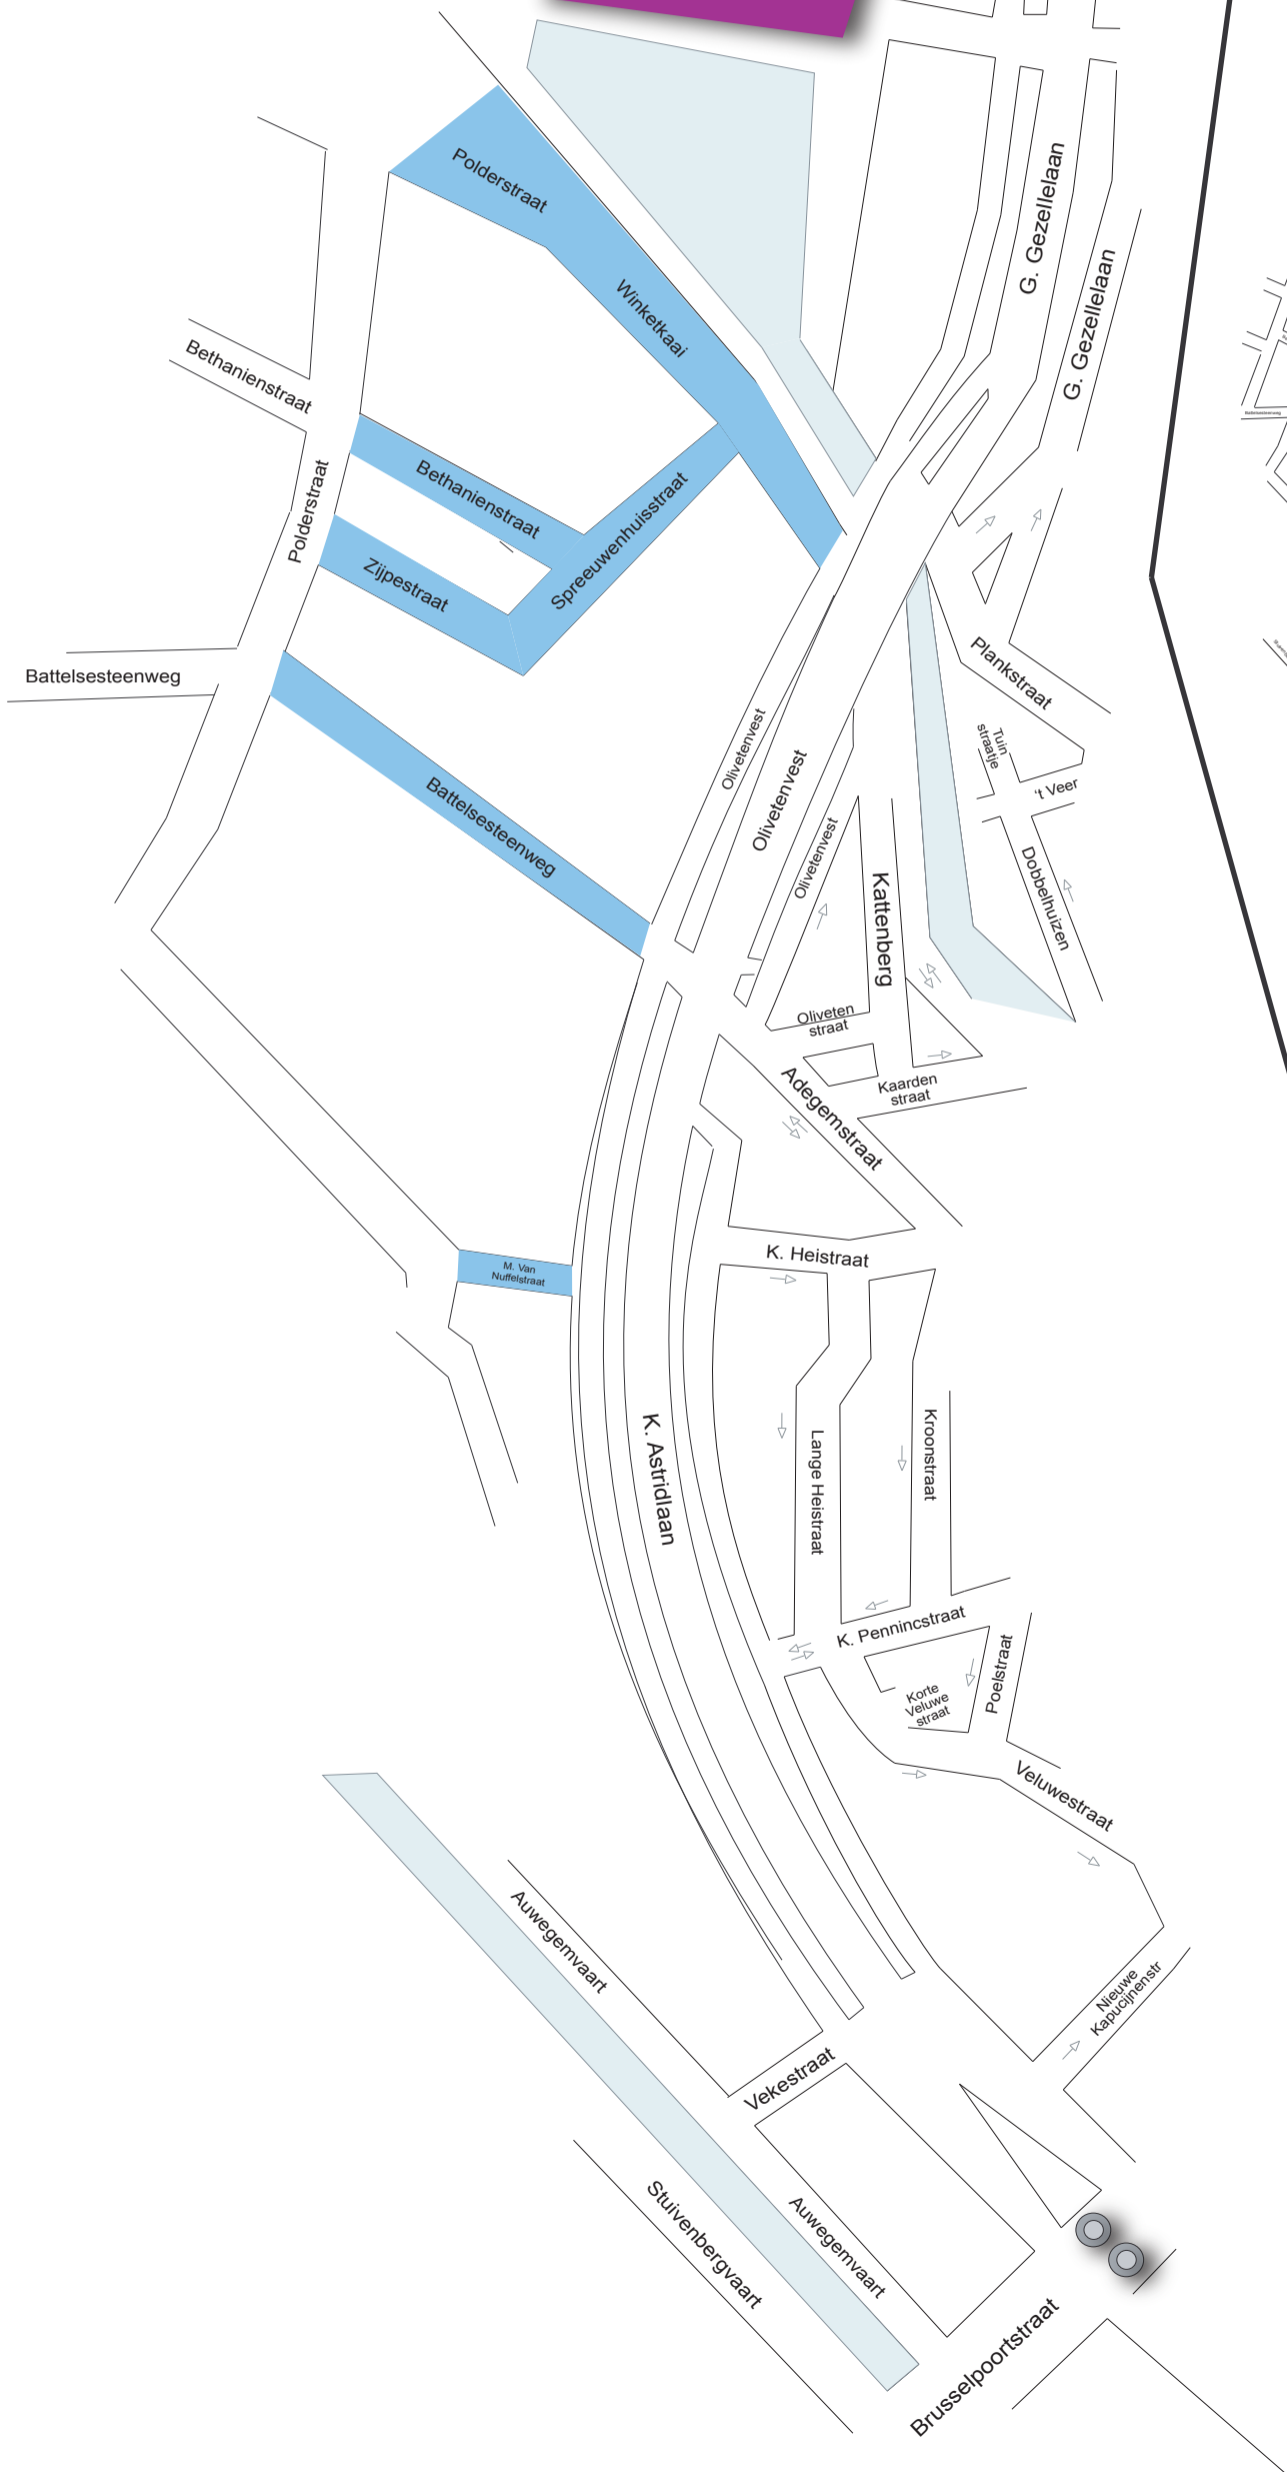 Polderstraat
G. Gezellelaan
G. Gezellelaan
Winketkaai
Bethanienstraat
Polderstraat
Bethanienstraat
Spreeuwenhuisstraat
Zijpestraat
Battelsesteenweg
Plankstraat
Olivetenvest
Tuin
straatje
Olivetenvest
't Veer
Battelsesteenweg
Olivetenvest
Kattenberg
Dobbelhuizen
Oliveten
straat
Adegemstraat
Kaarden
straat
K. Heistraat
M. Van
Nuffelstraat
K. Astridlaan
Lange Heistraat
Kroonstraat
K. Pennincstraat
Poelstraat
Korte
Veluwe
straat
Veluwestraat
Auwegemvaart
Nieuwe
Kapucijnenstr
Vekestraat
Stuivenbergvaart
Auwegemvaart
Brusselpoortstraat